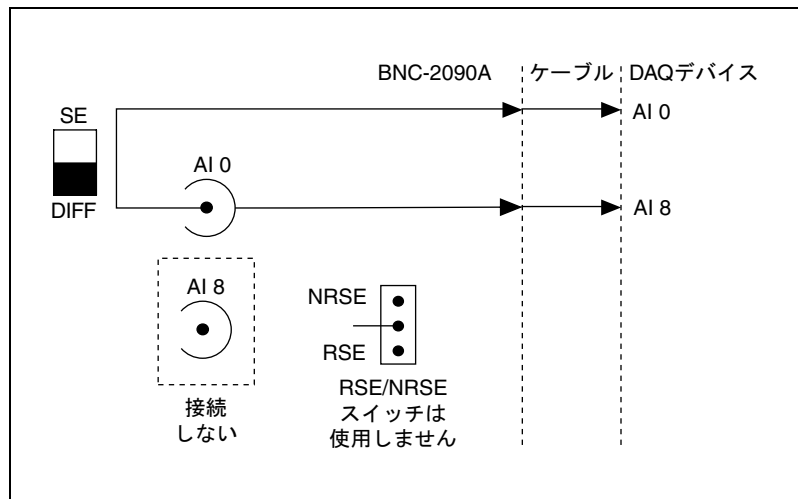 BNC-2090A ケーブル DAQデバイス
SE
AI 0
AI 0
DIFF
AI 8
AI 8
NRSE
RSE
接続
しない
RSE/NRSE
スイッチは
使用しません